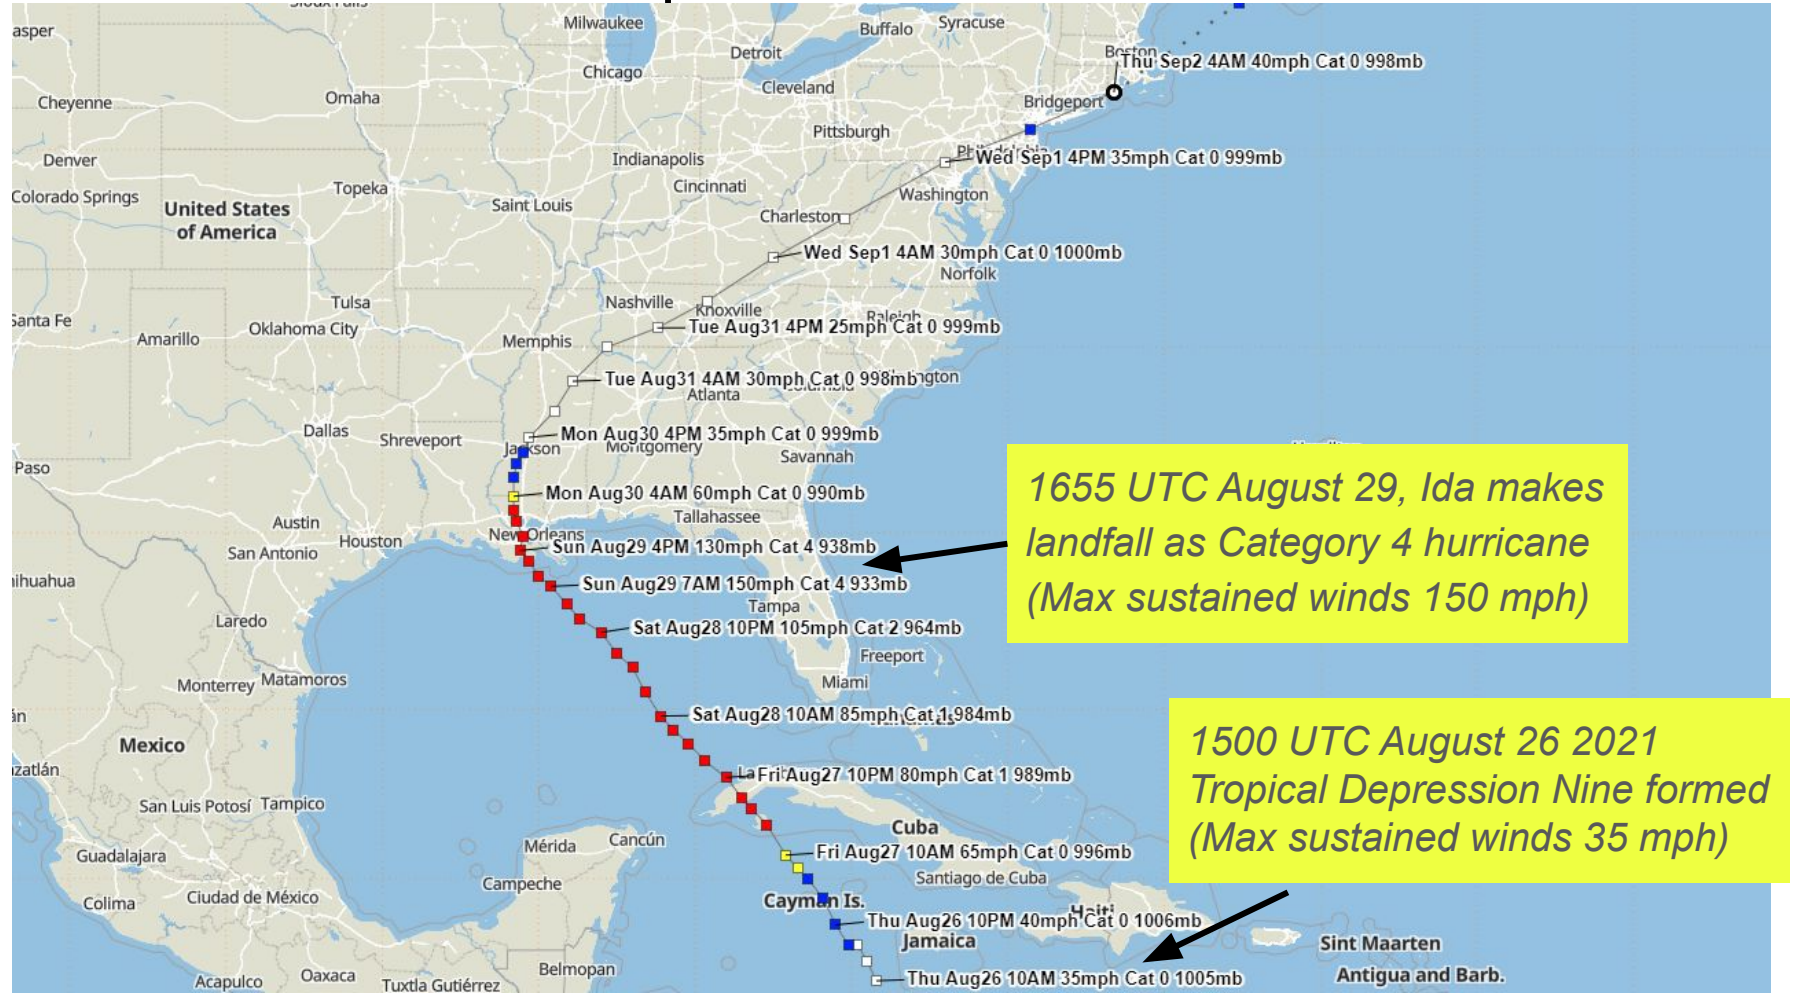 Milwaukee
Buffalo
Syracuse
asper
Detroit
Boston
Thu Sep2 4AM 40mph Cat 0 998mb
Chicago
Cleveland
Cheyenne
Omaha
Bridgeport
Pittsburgh
Denver
Indianapolis
Philadelphia
Wed Sep1 4PM 35mph Cat 0 999mb
Colorado Springs
Topeka
Cincinnati
Washington
United States
of America
Saint Louis
Charleston
Wed Sep1 4AM 30mph Cat 0 1000mb
Norfolk
Tulsa
Nashville
Knoxville
Santa Fe
Oklahoma City
Raleigh
Tue Aug31 4PM 25mph Cat 0 999mb
Amarillo
Memphis
Tue Aug31 4AM 30mph Cat 0 998mb
Atlanta
Dallas
Shreveport
Mon Aug30 4PM 35mph Cat 0 999mb
Jackson
Montgomery
Savannah
Paso
1655 UTC August 29, Ida makes
landfall as Category 4 hurricane
(Max sustained winds 150 mph)
Mon Aug30 4AM 60mph Cat 0 990mb
Austin
Tallahassee
Houston
New Orleans
San Antonio
Sun Aug29 4PM 130mph Cat 4 938mb
hihuahua
Sun Aug29 7AM 150mph Cat 4 933mb
Tampa
Laredo
Sat Aug28 10PM 105mph Cat 2 964mb
Freeport
Monterrey
Matamoros
Miami
án
Sat Aug28 10AM 85mph Cat 1 984mb
Mexico
1500 UTC August 26 2021
Tropical Depression Nine formed
(Max sustained winds 35 mph)
azatlán
Fri Aug27 10PM 80mph Cat 1 989mb
San Luis Potosí
Tampico
Cuba
Mérida
Cancún
Guadalajara
Fri Aug27 10AM 65mph Cat 0 996mb
Campeche
Santiago de Cuba
Colima
Ciudad de México
Cayman Is.
Haiti
Thu Aug26 10PM 40mph Cat 0 1006mb
Jamaica
Sint Maarten
Acapulco
Oaxaca
Tuxtla Gutiérrez
Belmopan
Thu Aug26 10AM 35mph Cat 0 1005mb
Antigua and Barb.